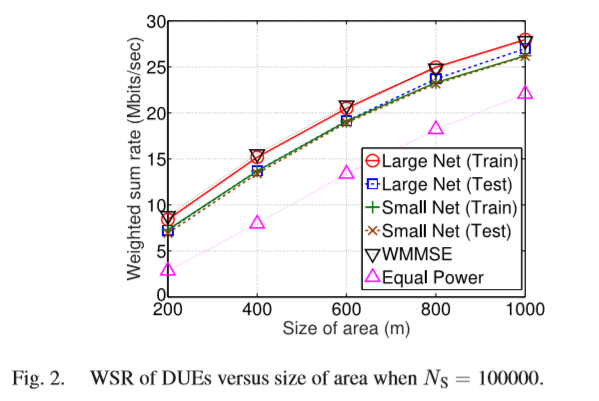 30
25
20
15
10
5
0
Weighted sum rate (Mbits/sec)
Large Net (Train)
Large Net (Test)
Small Net (Train)
Small Net (Test)
WMMSE
Equal Power
200 400 600 800 1000
Size of area (m)
Fig. 2. WSR of DUEs versus size of area when N_S = 100000.